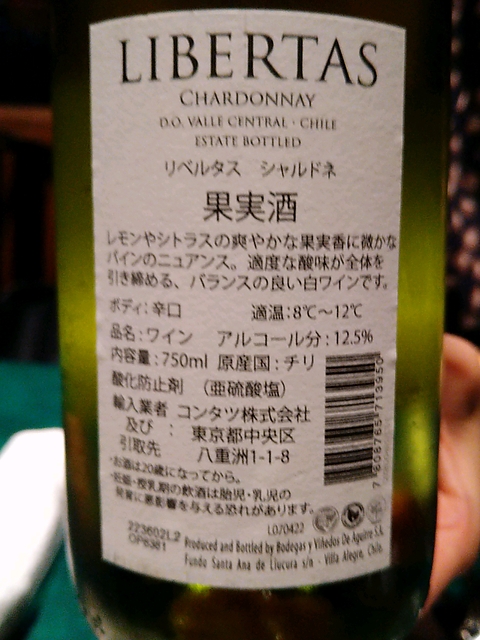 LIBERTAS
CHARDONNAY
D.O. VALLE CENTRAL · CHILE
ESTATE BOTTLED
リベルタス シャルドネ
果実酒
レモンやシトラスの爽やかな果実香に微かな
パインのニュアンス。適度な酸味が全体を
引き締める、バランスの良い白ワインです。
ボディ:辛口 適温:8℃〜12℃
品名:ワイン アルコール分:12.5%
内容量:750ml 原産国:チリ
酸化防止剤 (亜硫酸塩)
輸入業者 コンタツ株式会社
及び : 東京都中央区
引取先 八重洲1-1-8
・お酒は20歳になってから。
・妊娠・授乳期の飲酒は胎児・乳児の
発育に悪影響を与える恐れがあります。
7 808765 713950
223602L2 L070422
OP8361
Produced and Bottled by Bodegas y Viñedos De Aguirre S.A.
Fundo Santa Ana de Llucura s/n - Villa Alegre, Chile.